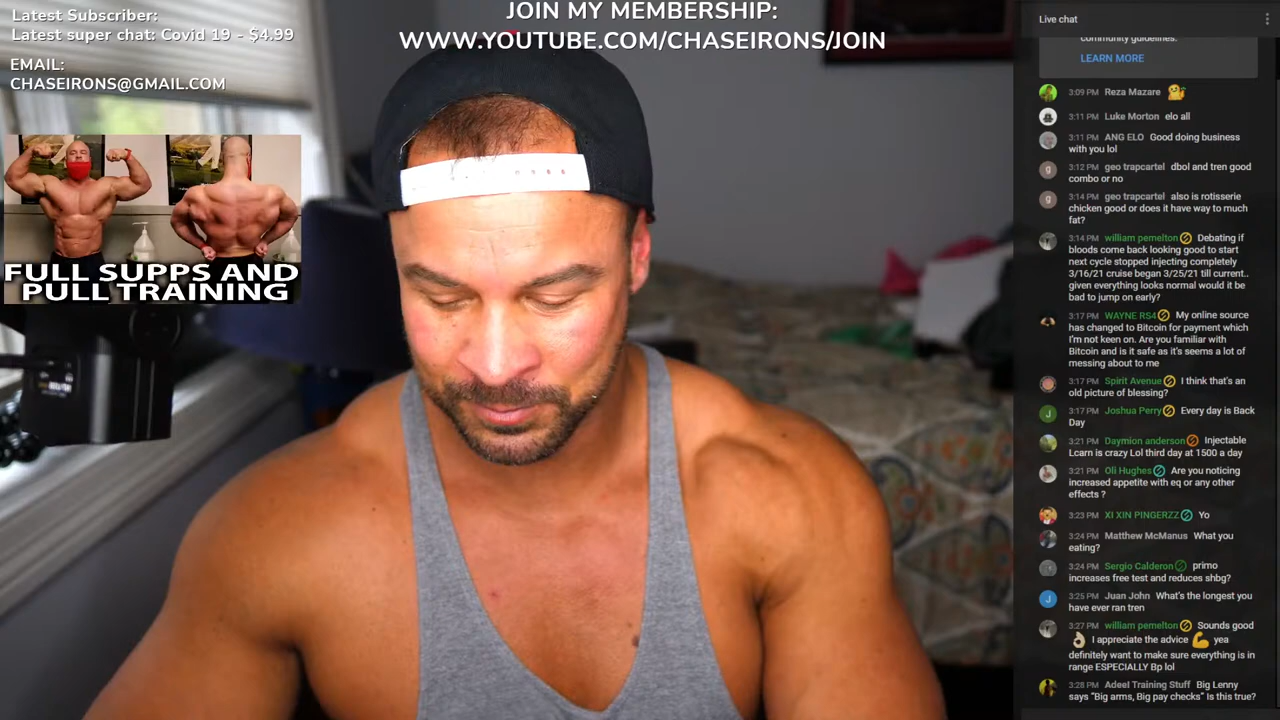 Latest Subscriber:
Latest super chat: Covid 19 - $4.99
EMAIL:
CHASEIRONS@GMAIL.COM
FULL SUPPS AND
PULL TRAINING
JOIN MY MEMBERSHIP:
WWW.YOUTUBE.COM/CHASEIRONS/JOIN
Live chat
community guidelines.
LEARN MORE
3:09 PM Reza Mazare
3:11 PM Luke Morton elo all
3:11 PM ANG ELO Good doing business
with you lol
3:12 PM geo trapcartel dbol and tren good
combo or no
3:14 PM geo trapcartel also is rotisserie
chicken good or does it have way to much
fat?
3:14 PM william pemelton Debating if
bloods come back looking good to start
next cycle stopped injecting completely
3/16/21 cruise began 3/25/21 till current..
given everything looks normal would it be
bad to jump on early?
3:17 PM WAYNE RS4 My online source
has changed to Bitcoin for payment which
I'm not keen on. Are you familiar with
Bitcoin and is it safe as it's seems a lot of
messing about to me
3:17 PM Spirit Avenue I think that's an
old picture of blessing?
3:17 PM Joshua Perry Every day is Back
Day
3:21 PM Daymion anderson Injectable
Lcarn is crazy Lol third day at 1500 a day
3:21 PM Oli Hughes Are you noticing
increased appetite with eq or any other
effects ?
3:23 PM XI XIN PINGERZZ Yo
3:24 PM Matthew McManus What you
eating?
3:24 PM Sergio Calderon primo
increases free test and reduces shbg?
3:25 PM Juan John What's the longest you
have ever ran tren
3:27 PM william pemelton Sounds good
👌🏼 I appreciate the advice 💪 yea
definitely want to make sure everything is in
range ESPECIALLY Bp lol
3:28 PM Adeel Training Stuff Big Lenny
says "Big arms, Big pay checks" Is this true?